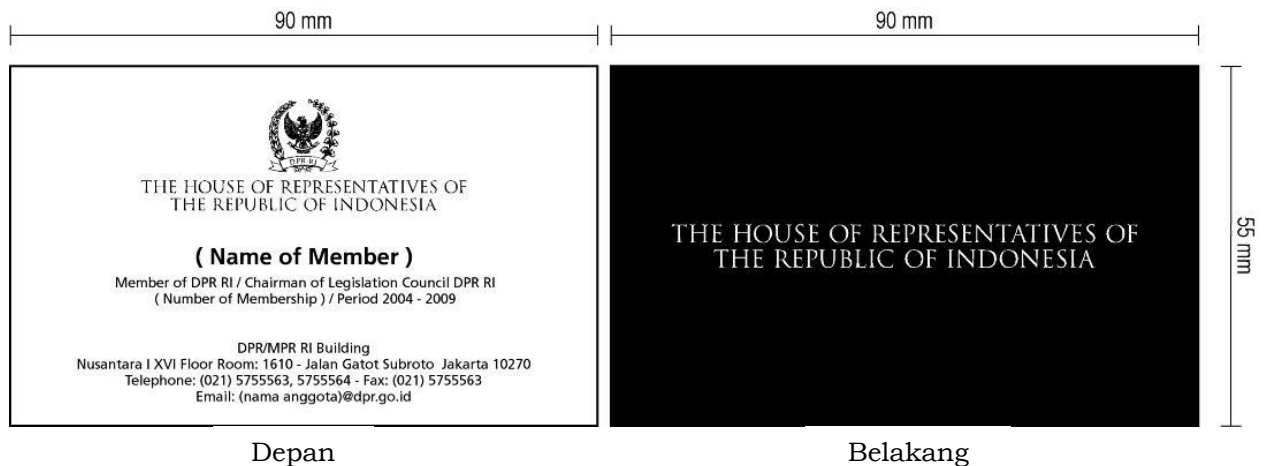 90 mm
90 mm
DPR RI
THE HOUSE OF REPRESENTATIVES OF
THE REPUBLIC OF INDONESIA
( Name of Member )
Member of DPR RI / Chairman of Legislation Council DPR RI
( Number of Membership ) / Period 2004 - 2009
DPR/MPR RI Building
Nusantara I XVI Floor Room: 1610 - Jalan Gatot Subroto Jakarta 10270
Telephone: (021) 5755563, 5755564 - Fax: (021) 5755563
Email: (nama anggota)@dpr.go.id
THE HOUSE OF REPRESENTATIVES OF
THE REPUBLIC OF INDONESIA
55 mm
Depan
Belakang